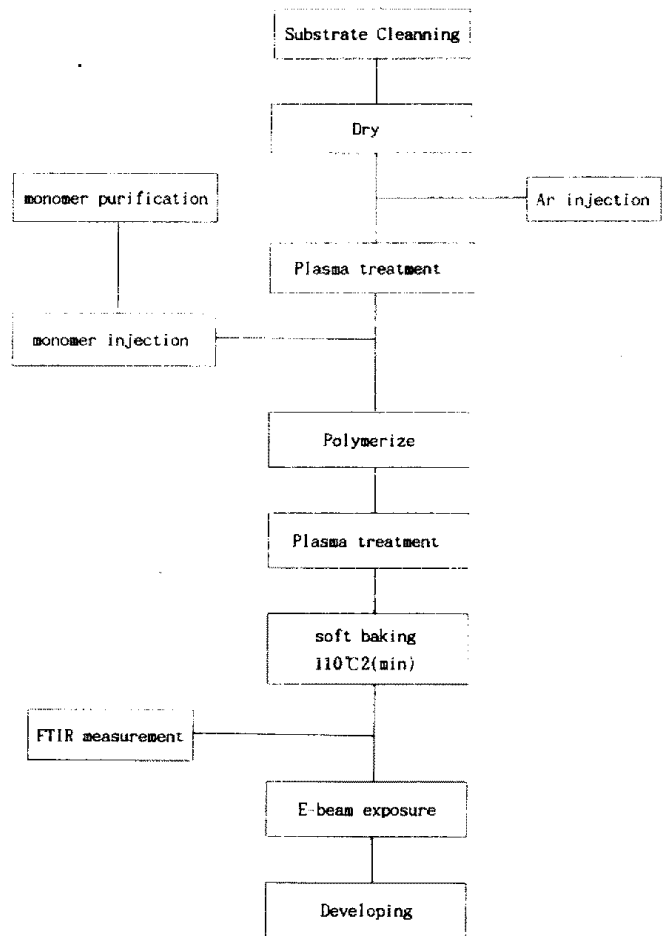 Substrate Cleanning
Dry
monomer purification
Ar injection
Plasma treatment
monomer injection
Polymerize
Plasma treatment
soft baking
110℃2(min)
FTIR measurement
E-beam exposure
Developing